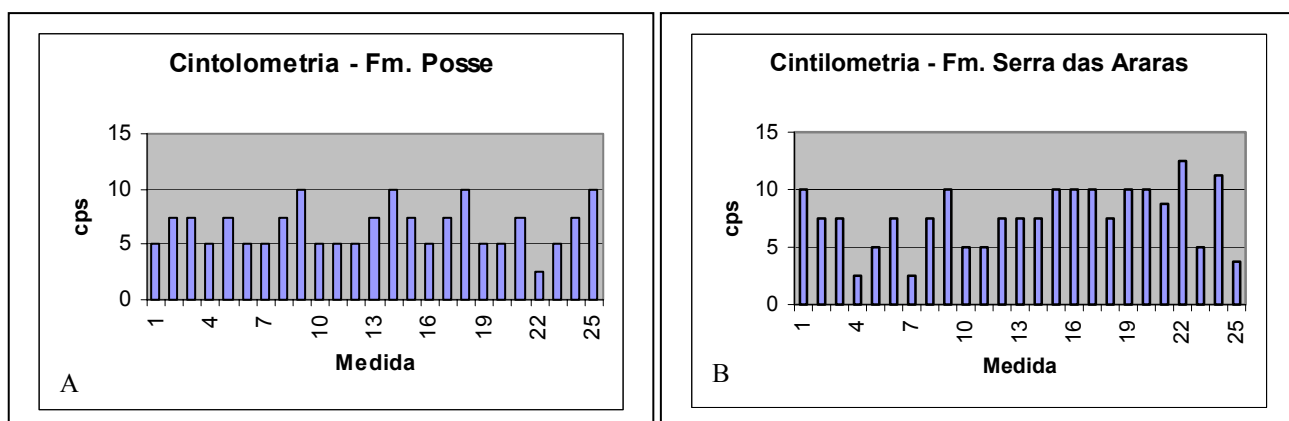 Cintolometria - Fm. Posse
15
10
5
0
cps
1 4 7 10 13 16 19 22 25
Medida
A
Cintilometria - Fm. Serra das Araras
15
10
5
0
cps
1 4 7 10 13 16 19 22 25
Medida
B